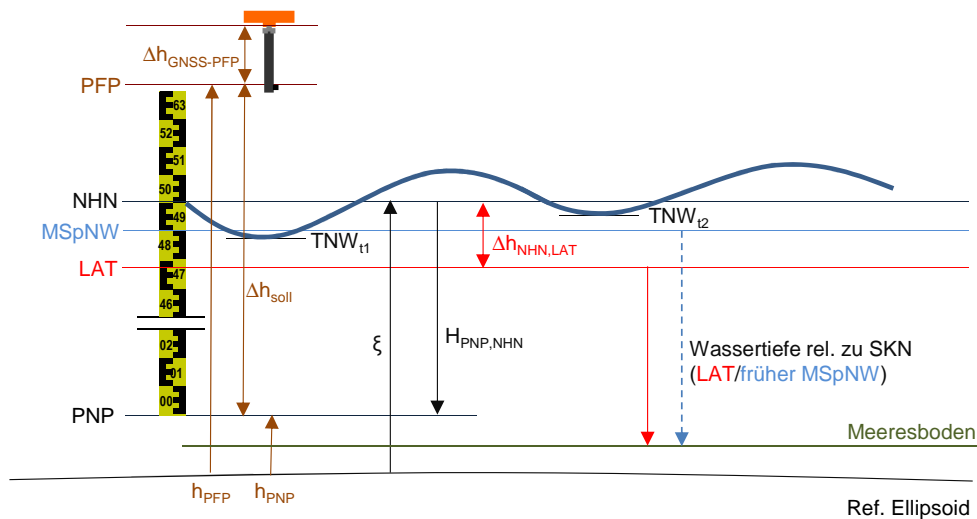 Δh_GNSS-PFP
PFP
63
52
51
50
NHN
49
TNW_t2
MSpNW
TNW_t1
48
Δh_NHN,LAT
LAT
47
Δh_soll
46
H_PNP,NHN
ξ
02
Wassertiefe rel. zu SKN
(LAT/früher MSpNW)
01
00
PNP
Meeresboden
h_PFP
h_PNP
Ref. Ellipsoid